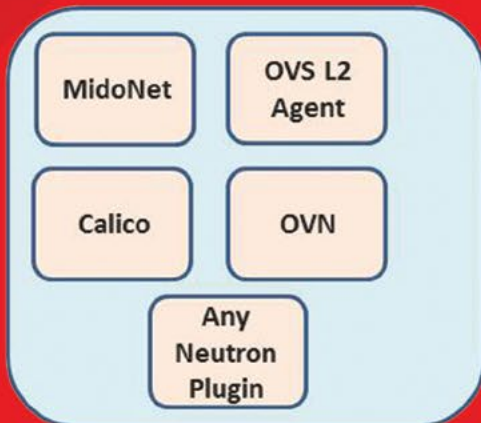 MidoNet
OVS L2
Agent
Calico
OVN
Any
Neutron
Plugin